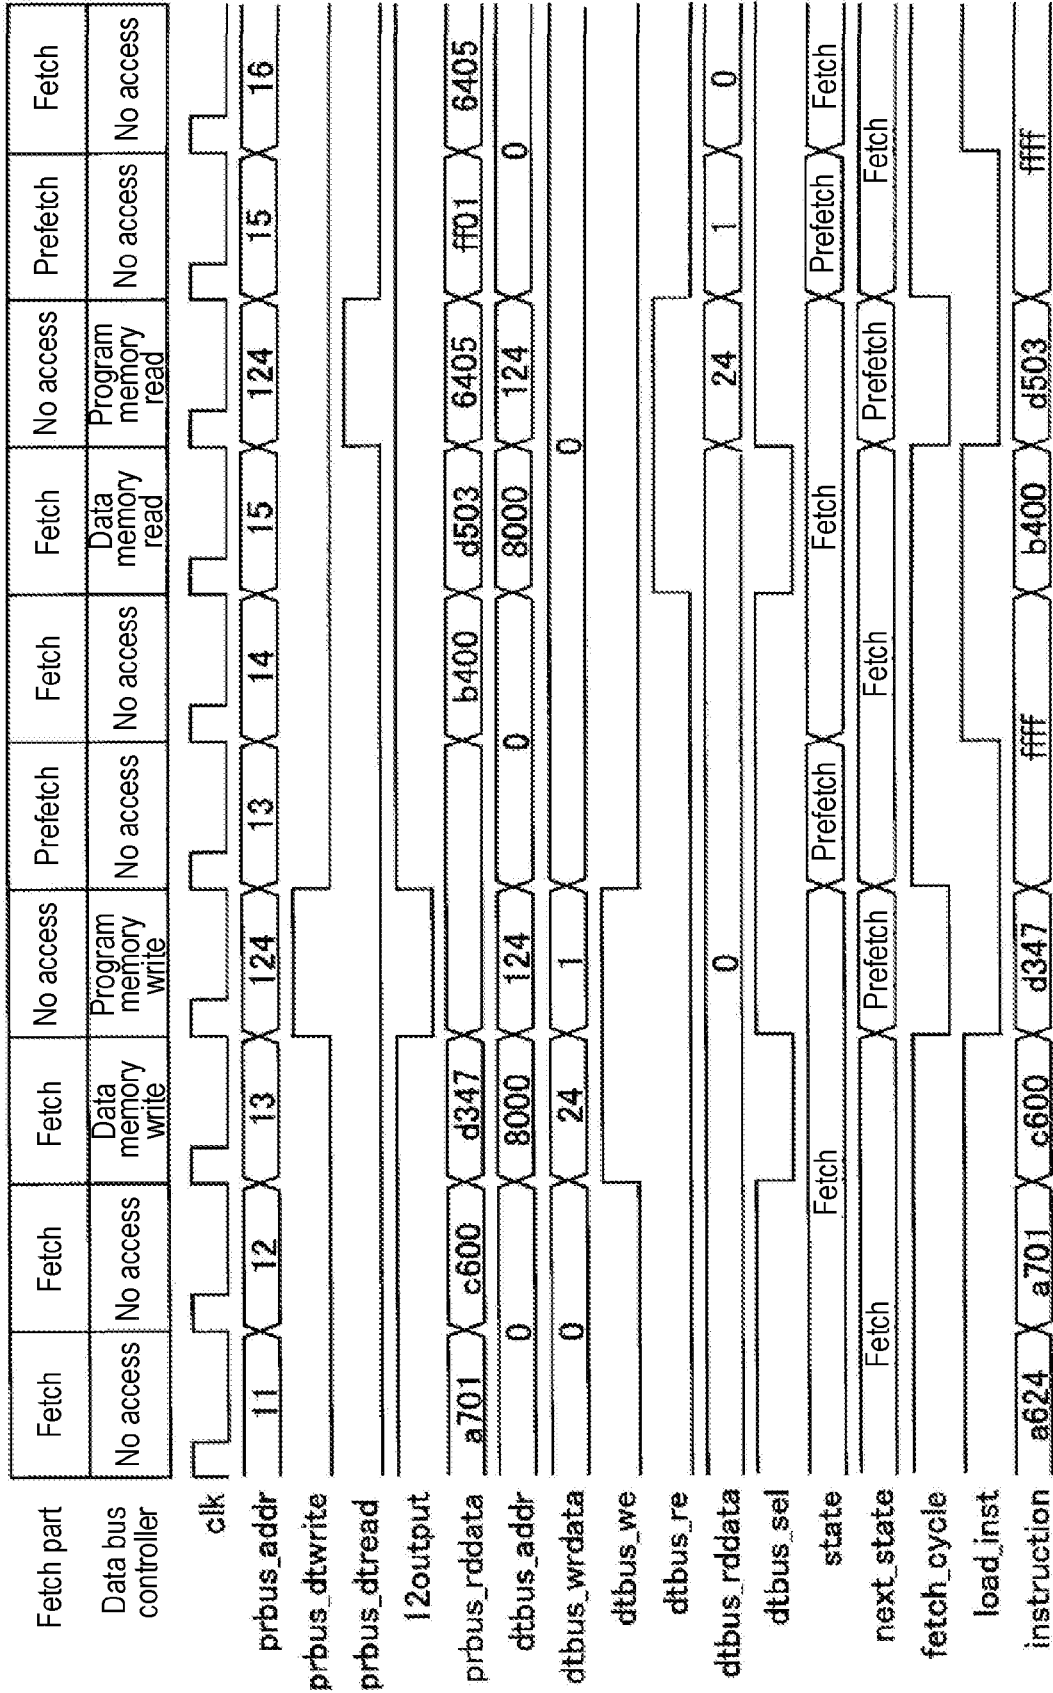 Fetch part Fetch Fetch Fetch No access Prefetch Fetch Fetch No access Prefetch Fetch
Data bus controller No access No access Data memory write Program memory write No access No access Data memory read Program memory read No access No access
clk
prbus_addr 11 12 13 124 13 14 15 124 15 16
prbus_dtwrite
prbus_dtread
12output
prbus_rddata a701 c600 d347 b400 d503 6405 ff01 6405
dtbus_addr 0 8000 124 0 8000 124 0
dtbus_wrdata 0 24 1 0
dtbus_we
dtbus_re
dtbus_rddata 0 24 1 0
dtbus_sel
state Fetch Prefetch Fetch Prefetch Fetch
next_state Fetch Prefetch Fetch Prefetch Fetch
fetch_cycle
load_inst
instruction a624 a701 c600 d347 ffff b400 d503 ffff